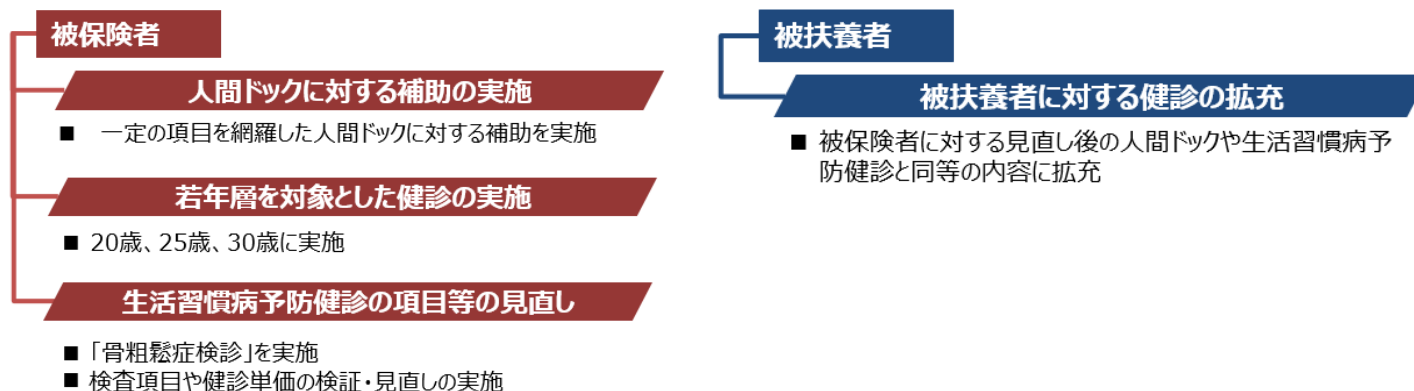 被保険者
人間ドックに対する補助の実施
■ 一定の項目を網羅した人間ドックに対する補助を実施
若年層を対象とした健診の実施
■ 20歳、25歳、30歳に実施
生活習慣病予防健診の項目等の見直し
■ 「骨粗鬆症検診」を実施
■ 検査項目や健診単価の検証・見直しの実施
被扶養者
被扶養者に対する健診の拡充
■ 被保険者に対する見直し後の人間ドックや生活習慣病予
防健診と同等の内容に拡充